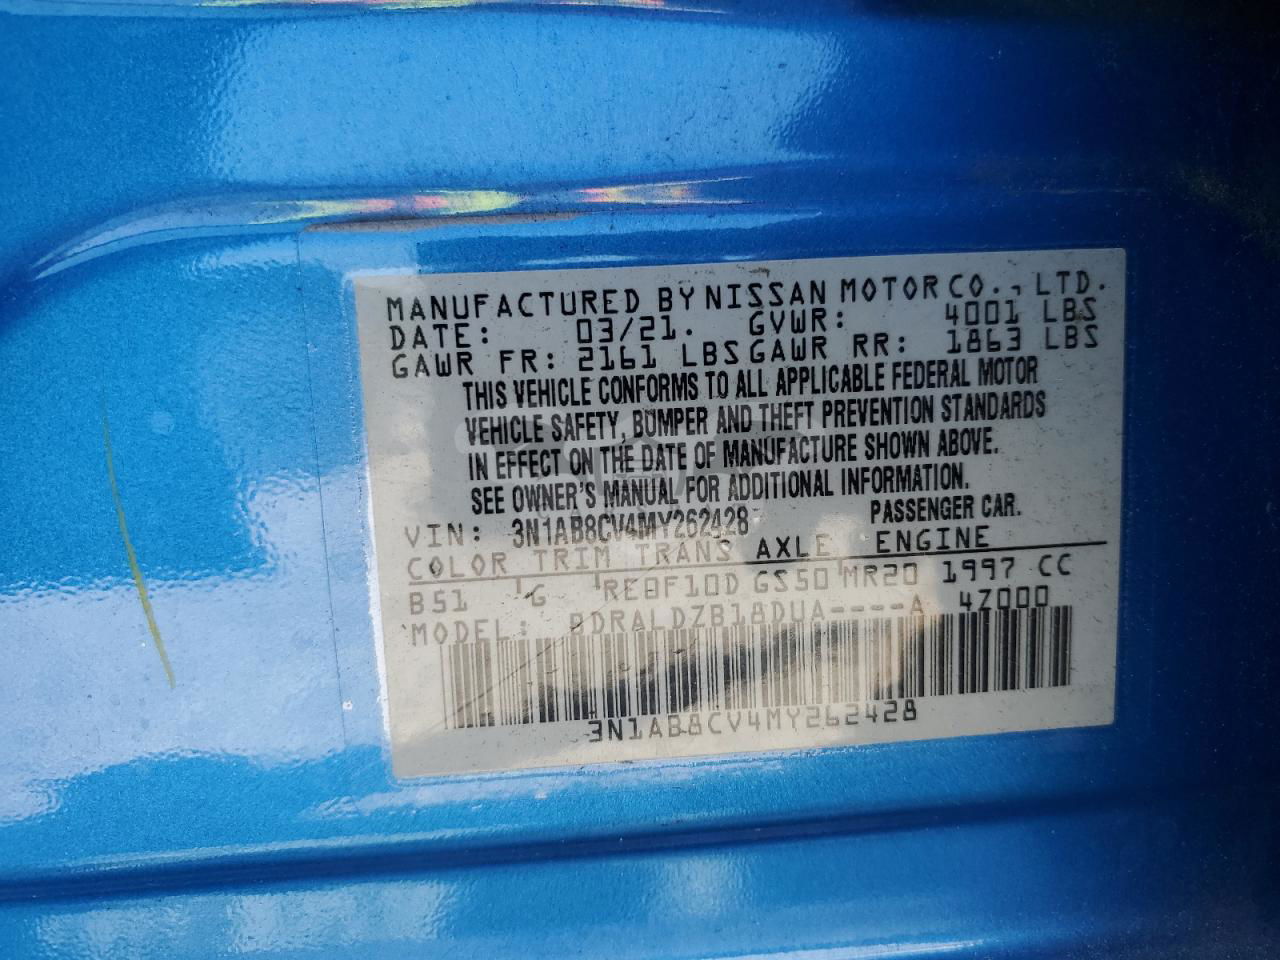 MANUFACTURED BY NISSAN MOTOR CO., LTD.
DATE: 03/21. GVWR: 4001 LBS
GAWR FR: 2161 LBS GAWR RR: 1863 LBS
THIS VEHICLE CONFORMS TO ALL APPLICABLE FEDERAL MOTOR
VEHICLE SAFETY, BUMPER AND THEFT PREVENTION STANDARDS
IN EFFECT ON THE DATE OF MANUFACTURE SHOWN ABOVE.
SEE OWNER'S MANUAL FOR ADDITIONAL INFORMATION.
VIN: 3N1AB8CV4MY262428 PASSENGER CAR.
COLOR TRIM TRANS AXLE ENGINE
B51 G RE0F10D GS50 MR20 1997 CC
MODEL: BDRALDZB18DUA----A 4Z000
3N1AB8CV4MY262428